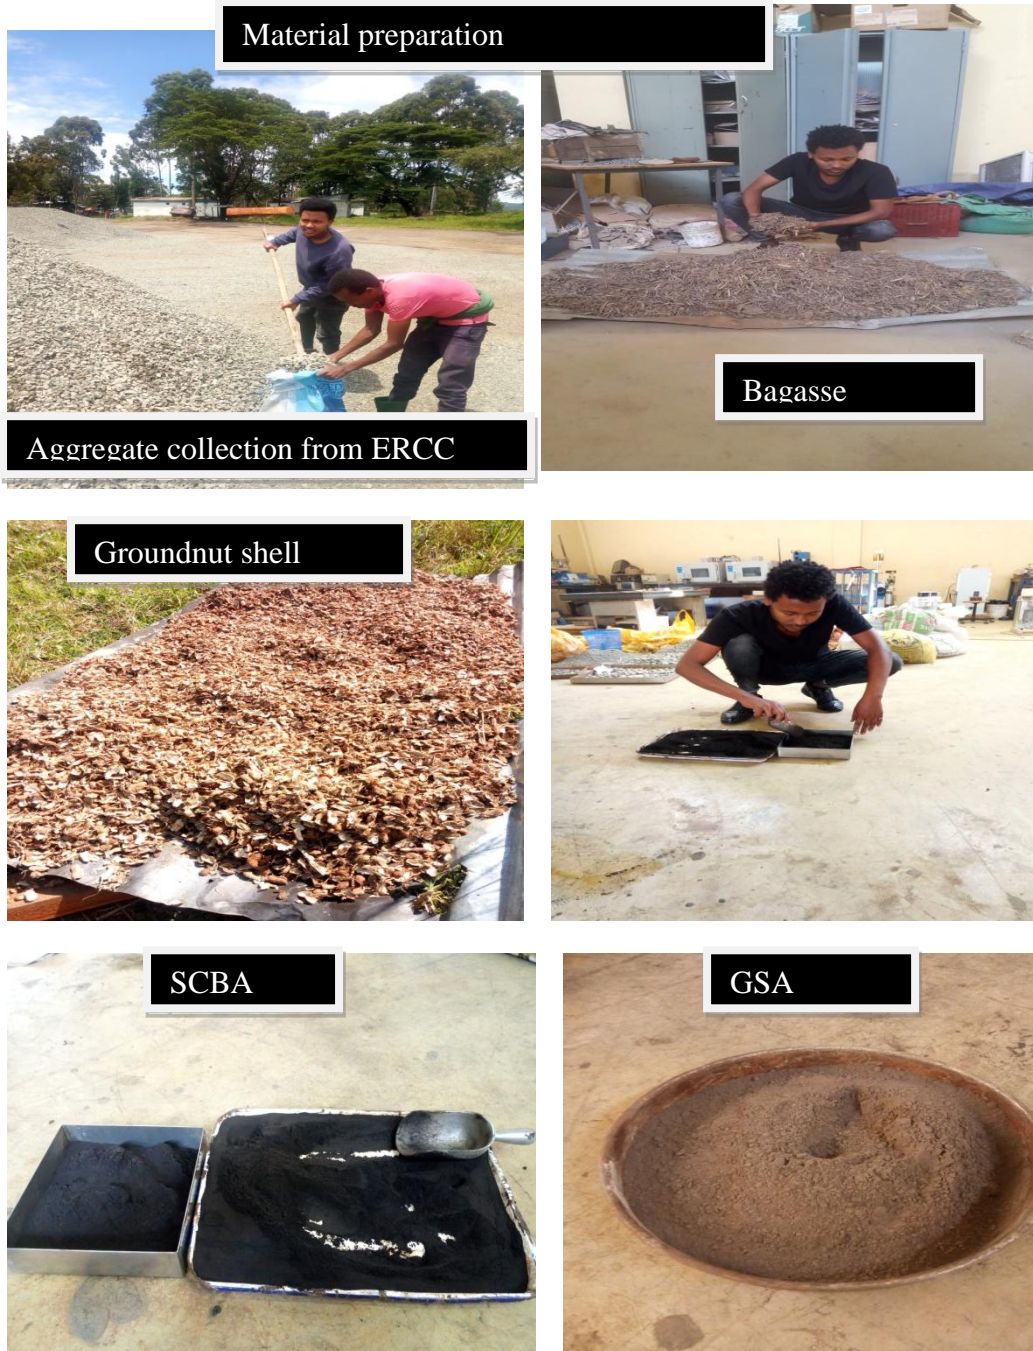 Material preparation
Aggregate collection from ERCC
Bagasse
Groundnut shell
SCBA
GSA